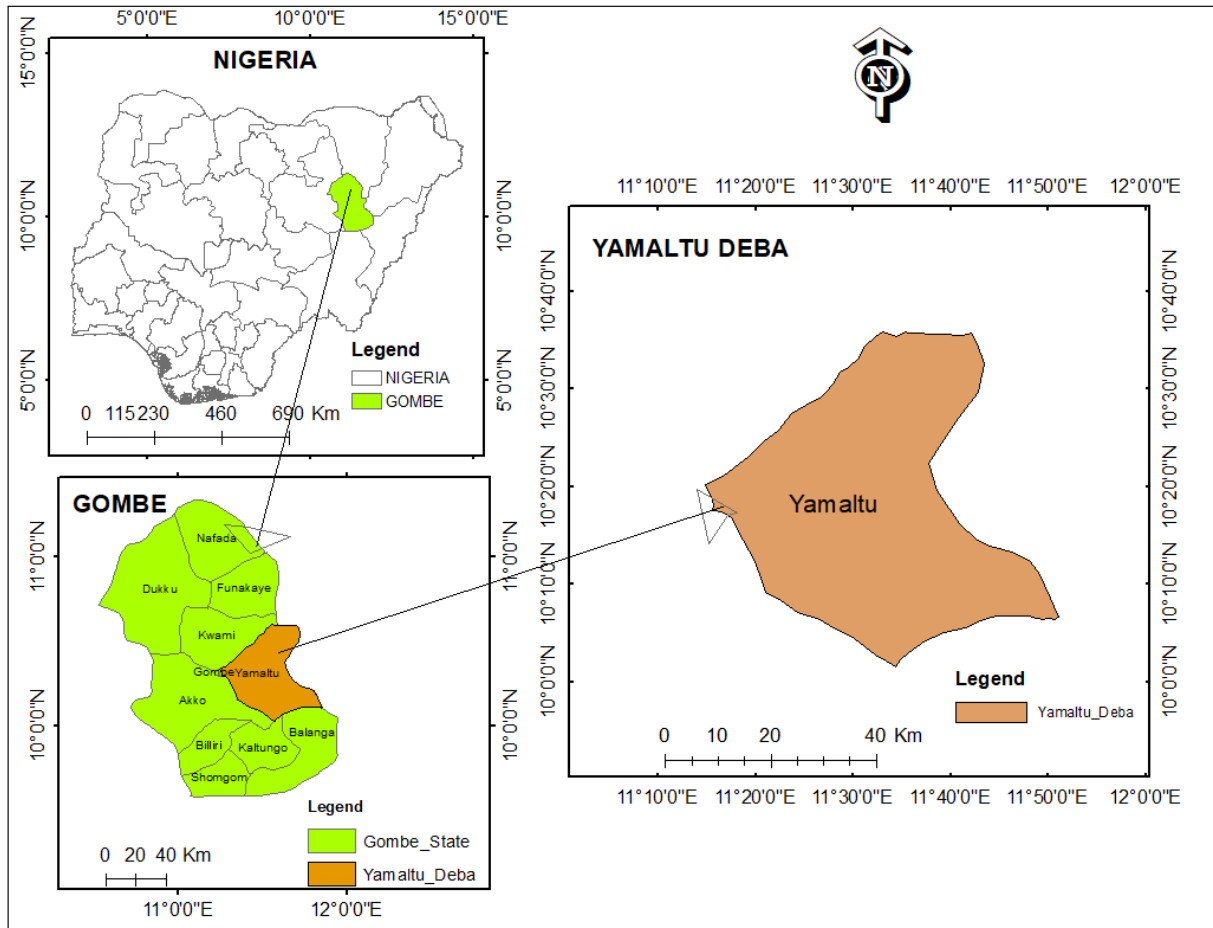 5°0'0"E 10°0'0"E 15°0'0"E
NIGERIA
15°0'0"N
10°0'0"N
5°0'0"N
10°0'0"N
5°0'0"N
Legend
NIGERIA
GOMBE
0 115 230 460 690 Km
N
GOMBE
Nafada
Dukku
Funakaye
Kwami
Gombe
Yamaltu
Akko
Balanga
Billiri
Kaltungo
Shomgom
11°0'0"N
10°0'0"N
11°0'0"N
10°0'0"N
Legend
Gombe_State
Yamaltu_Deba
0 20 40 Km
11°0'0"E 12°0'0"E
11°10'0"E 11°20'0"E 11°30'0"E 11°40'0"E 11°50'0"E 12°0'0"E
YAMALTU DEBA
10°40'0"N
10°30'0"N
10°20'0"N
10°10'0"N
10°0'0"N
10°40'0"N
10°30'0"N
10°20'0"N
10°10'0"N
10°0'0"N
Yamaltu
Legend
Yamaltu_Deba
0 10 20 40 Km
11°10'0"E 11°20'0"E 11°30'0"E 11°40'0"E 11°50'0"E 12°0'0"E